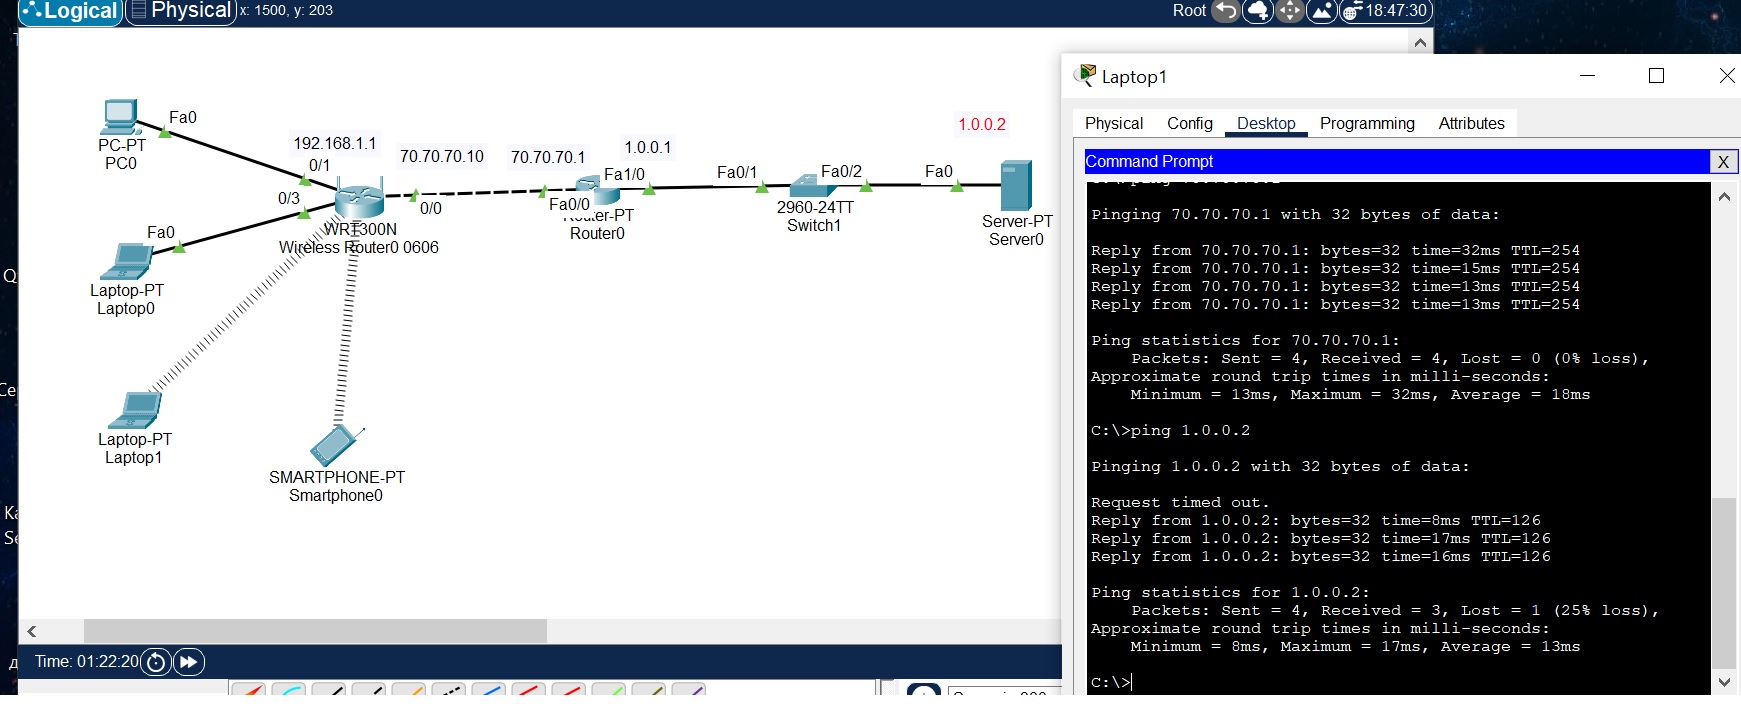 Logical Physical x: 1500, y: 203
Root 18:47:30
Fa0
PC-PT
PC0
192.168.1.1
0/1
70.70.70.10
70.70.70.1
1.0.0.1
1.0.0.2
0/3
0/0
Fa0/0
Fa1/0
Router-PT
Router0
Fa0/1
Fa0/2
2960-24TT
Switch1
Fa0
Server-PT
Server0
WRT300N
Wireless Router0 0606
Fa0
Laptop-PT
Laptop0
Laptop-PT
Laptop1
SMARTPHONE-PT
Smartphone0
Time: 01:22:20
Laptop1
Physical Config Desktop Programming Attributes
Command Prompt X
Pinging 70.70.70.1 with 32 bytes of data:
Reply from 70.70.70.1: bytes=32 time=32ms TTL=254
Reply from 70.70.70.1: bytes=32 time=15ms TTL=254
Reply from 70.70.70.1: bytes=32 time=13ms TTL=254
Reply from 70.70.70.1: bytes=32 time=13ms TTL=254
Ping statistics for 70.70.70.1:
Packets: Sent = 4, Received = 4, Lost = 0 (0% loss),
Approximate round trip times in milli-seconds:
Minimum = 13ms, Maximum = 32ms, Average = 18ms
C:\>ping 1.0.0.2
Pinging 1.0.0.2 with 32 bytes of data:
Request timed out.
Reply from 1.0.0.2: bytes=32 time=8ms TTL=126
Reply from 1.0.0.2: bytes=32 time=17ms TTL=126
Reply from 1.0.0.2: bytes=32 time=16ms TTL=126
Ping statistics for 1.0.0.2:
Packets: Sent = 4, Received = 3, Lost = 1 (25% loss),
Approximate round trip times in milli-seconds:
Minimum = 8ms, Maximum = 17ms, Average = 13ms
C:\>